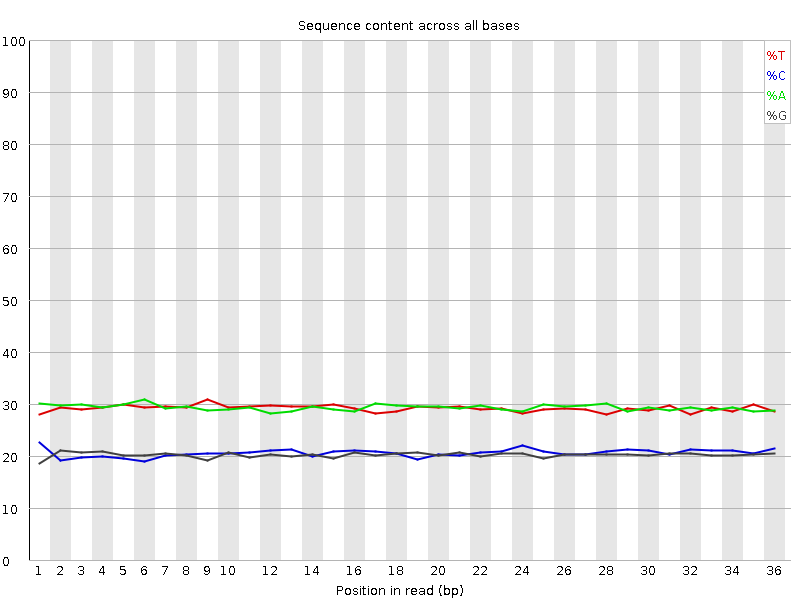 Sequence content across all bases
100
90
80
70
60
50
40
30
20
10
0
%T
%C
%A
%G
1 2 3 4 5 6 7 8 9 10 12 14 16 18 20 22 24 26 28 30 32 34 36
Position in read (bp)